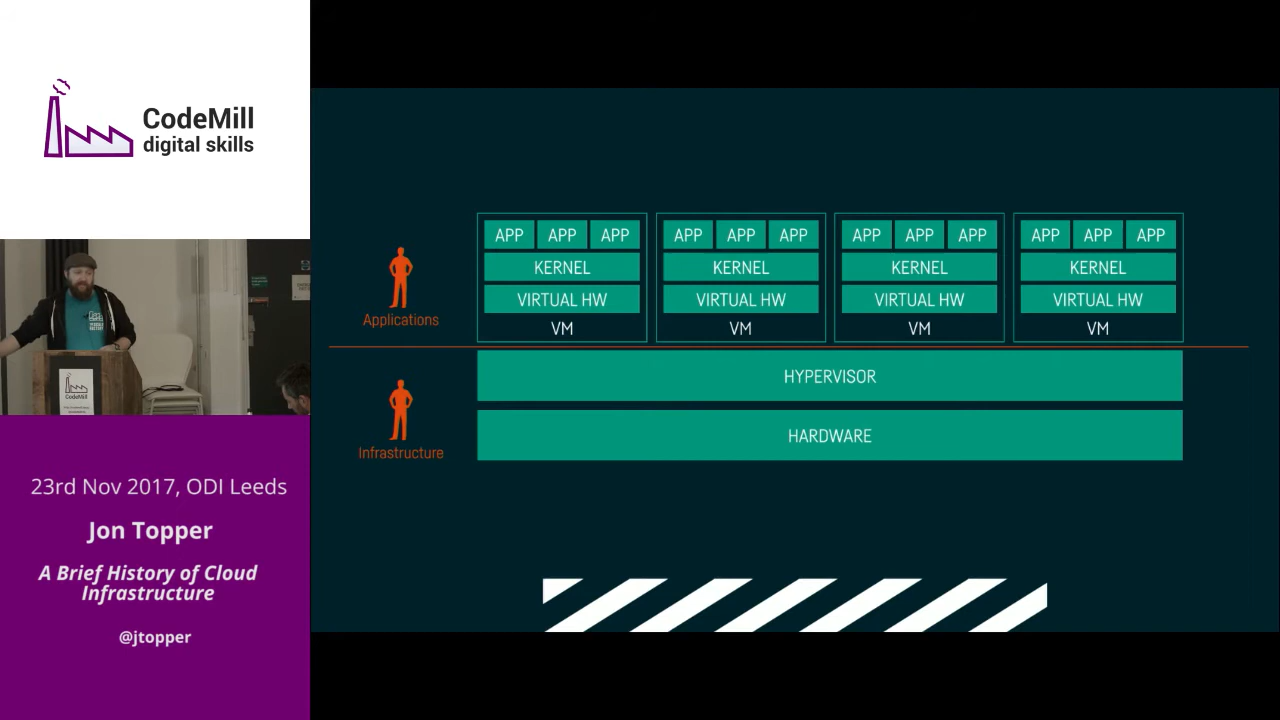 CodeMill
digital skills
CodeMill
23rd Nov 2017, ODI Leeds
Jon Topper
A Brief History of Cloud
Infrastructure
@jtopper
APP APP APP APP APP APP APP APP APP APP APP APP
KERNEL KERNEL KERNEL KERNEL
VIRTUAL HW VIRTUAL HW VIRTUAL HW VIRTUAL HW
Applications
VM VM VM VM
HYPERVISOR
HARDWARE
Infrastructure